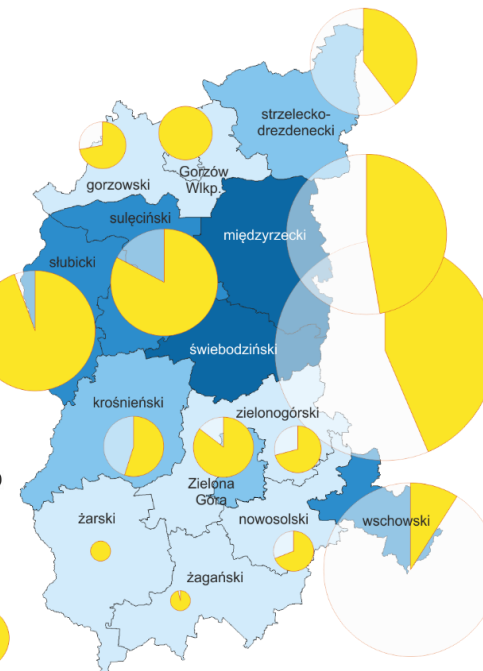 strzelecko-
drezdenecki
gorzowski
Gorzów
Wlkp.
sulęciński
międzyrzecki
słubicki
świebodziński
krośnieński
zielonogórski
Zielona
Góra
żarski
nowosolski
wschowski
żagański